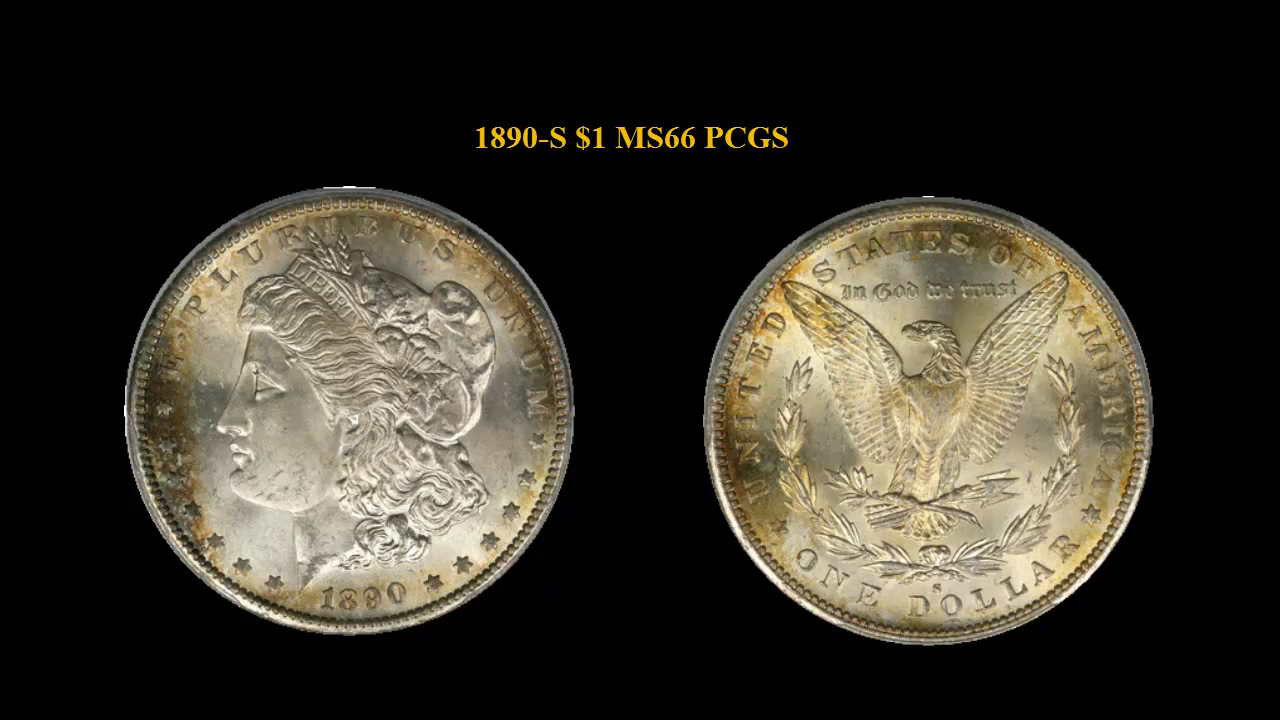 1890-S $1 MS66 PCGS
E·PLURIBUS·UNUM
LIBERTY
1890
UNITED STATES OF AMERICA
In God we trust
S
ONE DOLLAR